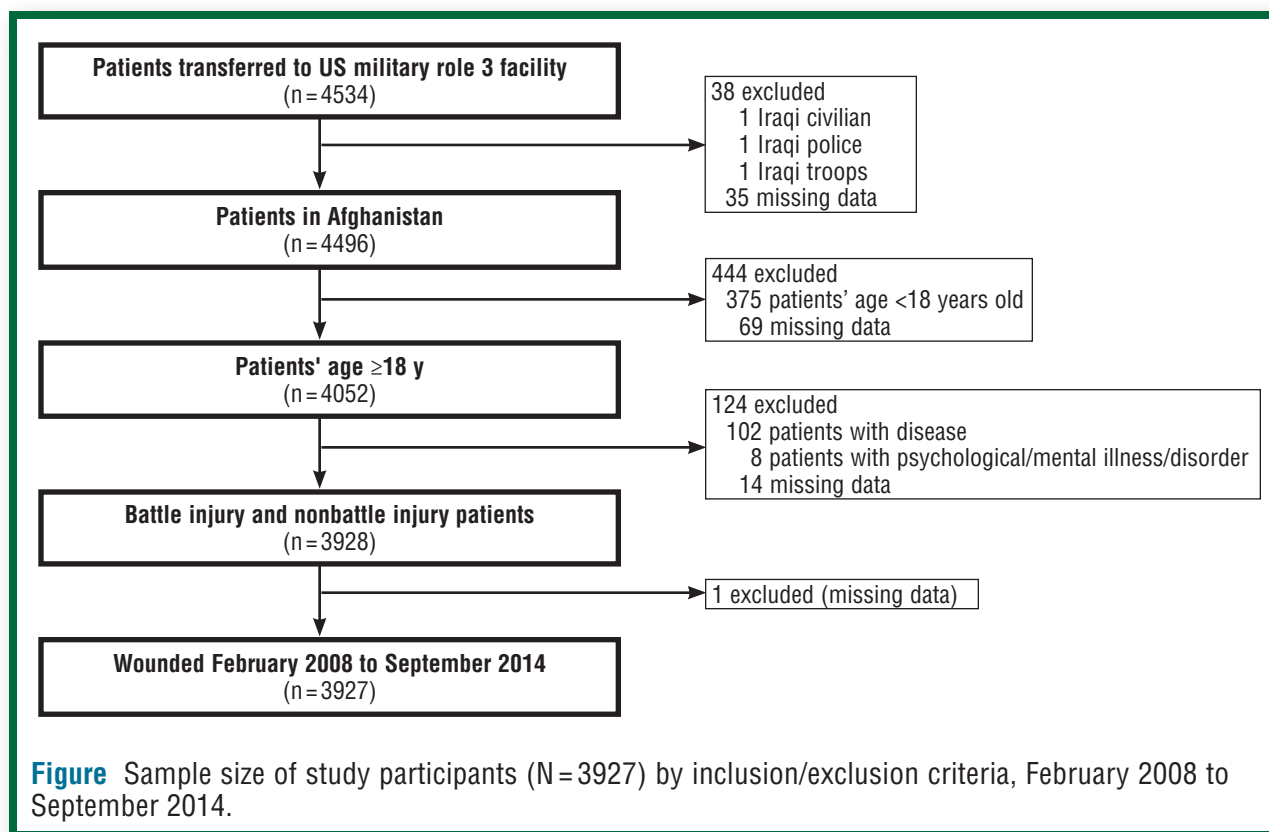 Patients transferred to US military role 3 facility
(n=4534)
38 excluded
1 Iraqi civilian
1 Iraqi police
1 Iraqi troops
35 missing data
Patients in Afghanistan
(n=4496)
444 excluded
375 patients’ age <18 years old
69 missing data
Patients' age ≥18 y
(n=4052)
124 excluded
102 patients with disease
8 patients with psychological/mental illness/disorder
14 missing data
Battle injury and nonbattle injury patients
(n=3928)
1 excluded (missing data)
Wounded February 2008 to September 2014
(n=3927)
Figure Sample size of study participants (N=3927) by inclusion/exclusion criteria, February 2008 to
September 2014.